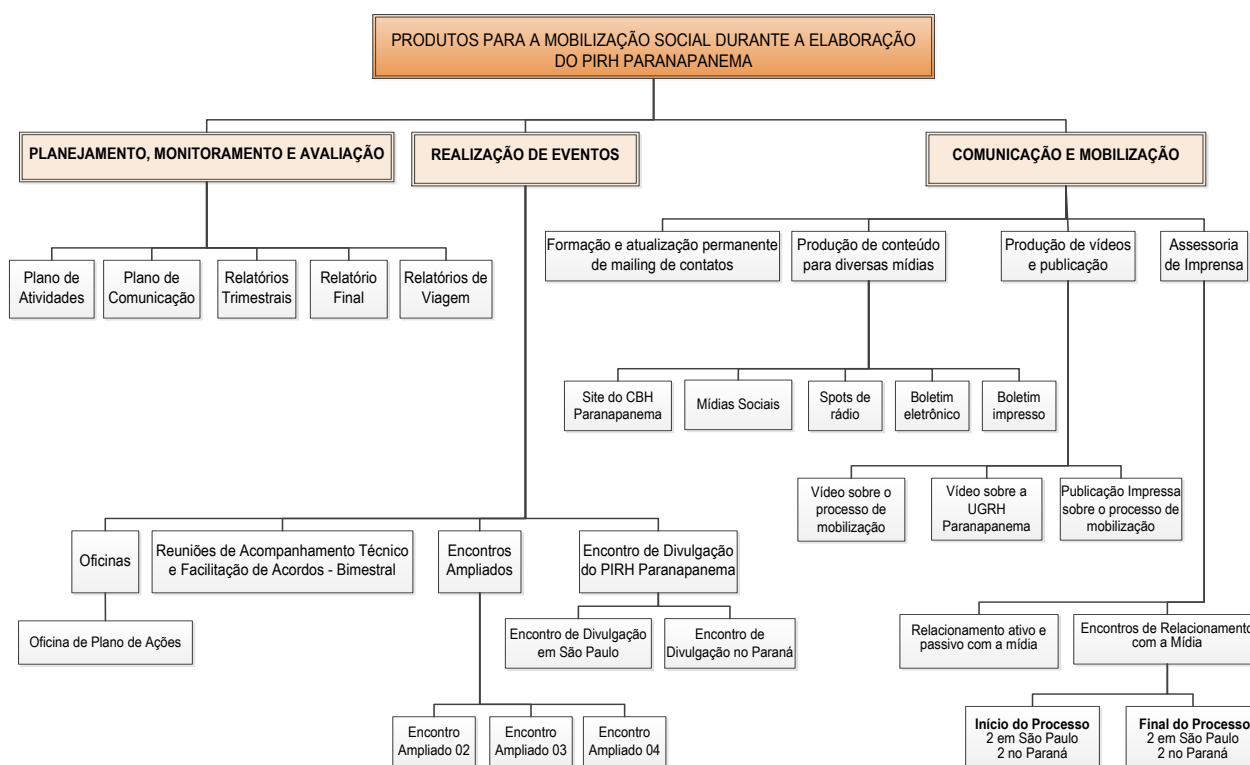 PRODUTOS PARA A MOBILIZAÇÃO SOCIAL DURANTE A ELABORAÇÃO
DO PIRH PARANAPANEMA
PLANEJAMENTO, MONITORAMENTO E AVALIAÇÃO
REALIZAÇÃO DE EVENTOS
COMUNICAÇÃO E MOBILIZAÇÃO
Plano de
Atividades
Plano de
Comunicação
Relatórios
Trimestrais
Relatório
Final
Relatórios de
Viagem
Formação e atualização permanente
de mailing de contatos
Produção de conteúdo
para diversas mídias
Produção de vídeos
e publicação
Assessoria
de Imprensa
Site do CBH
Paranapanema
Mídias Sociais
Spots de
rádio
Boletim
eletrônico
Boletim
impresso
Vídeo sobre o
processo de
mobilização
Vídeo sobre a
UGRH
Paranapanema
Publicação Impressa
sobre o processo de
mobilização
Oficinas
Reuniões de Acompanhamento Técnico
e Facilitação de Acordos - Bimestral
Encontros
Ampliados
Encontro de Divulgação
do PIRH Paranapanema
Oficina de Plano de Ações
Encontro de Divulgação
em São Paulo
Encontro de
Divulgação no Paraná
Relacionamento ativo e
passivo com a mídia
Encontros de Relacionamento
com a Mídia
Encontro
Ampliado 02
Encontro
Ampliado 03
Encontro
Ampliado 04
Início do Processo
2 em São Paulo
2 no Paraná
Final do Processo
2 em São Paulo
2 no Paraná